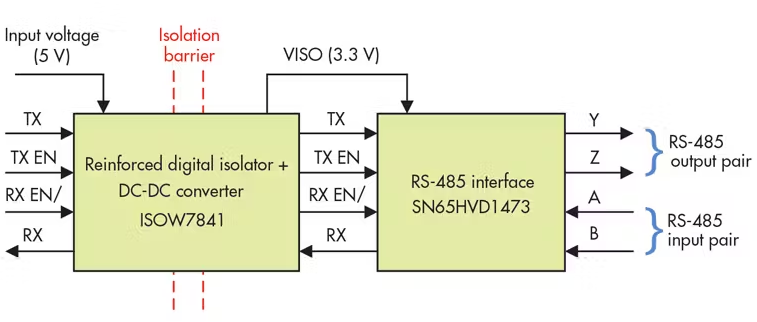 Input voltage
(5 V)
Isolation
barrier
VISO (3.3 V)
TX
TX EN
RX EN/
RX
Reinforced digital isolator +
DC-DC converter
ISOW7841
TX
TX EN
RX EN/
RX
RS-485 interface
SN65HVD1473
Y
Z
A
B
RS-485
output pair
RS-485
input pair